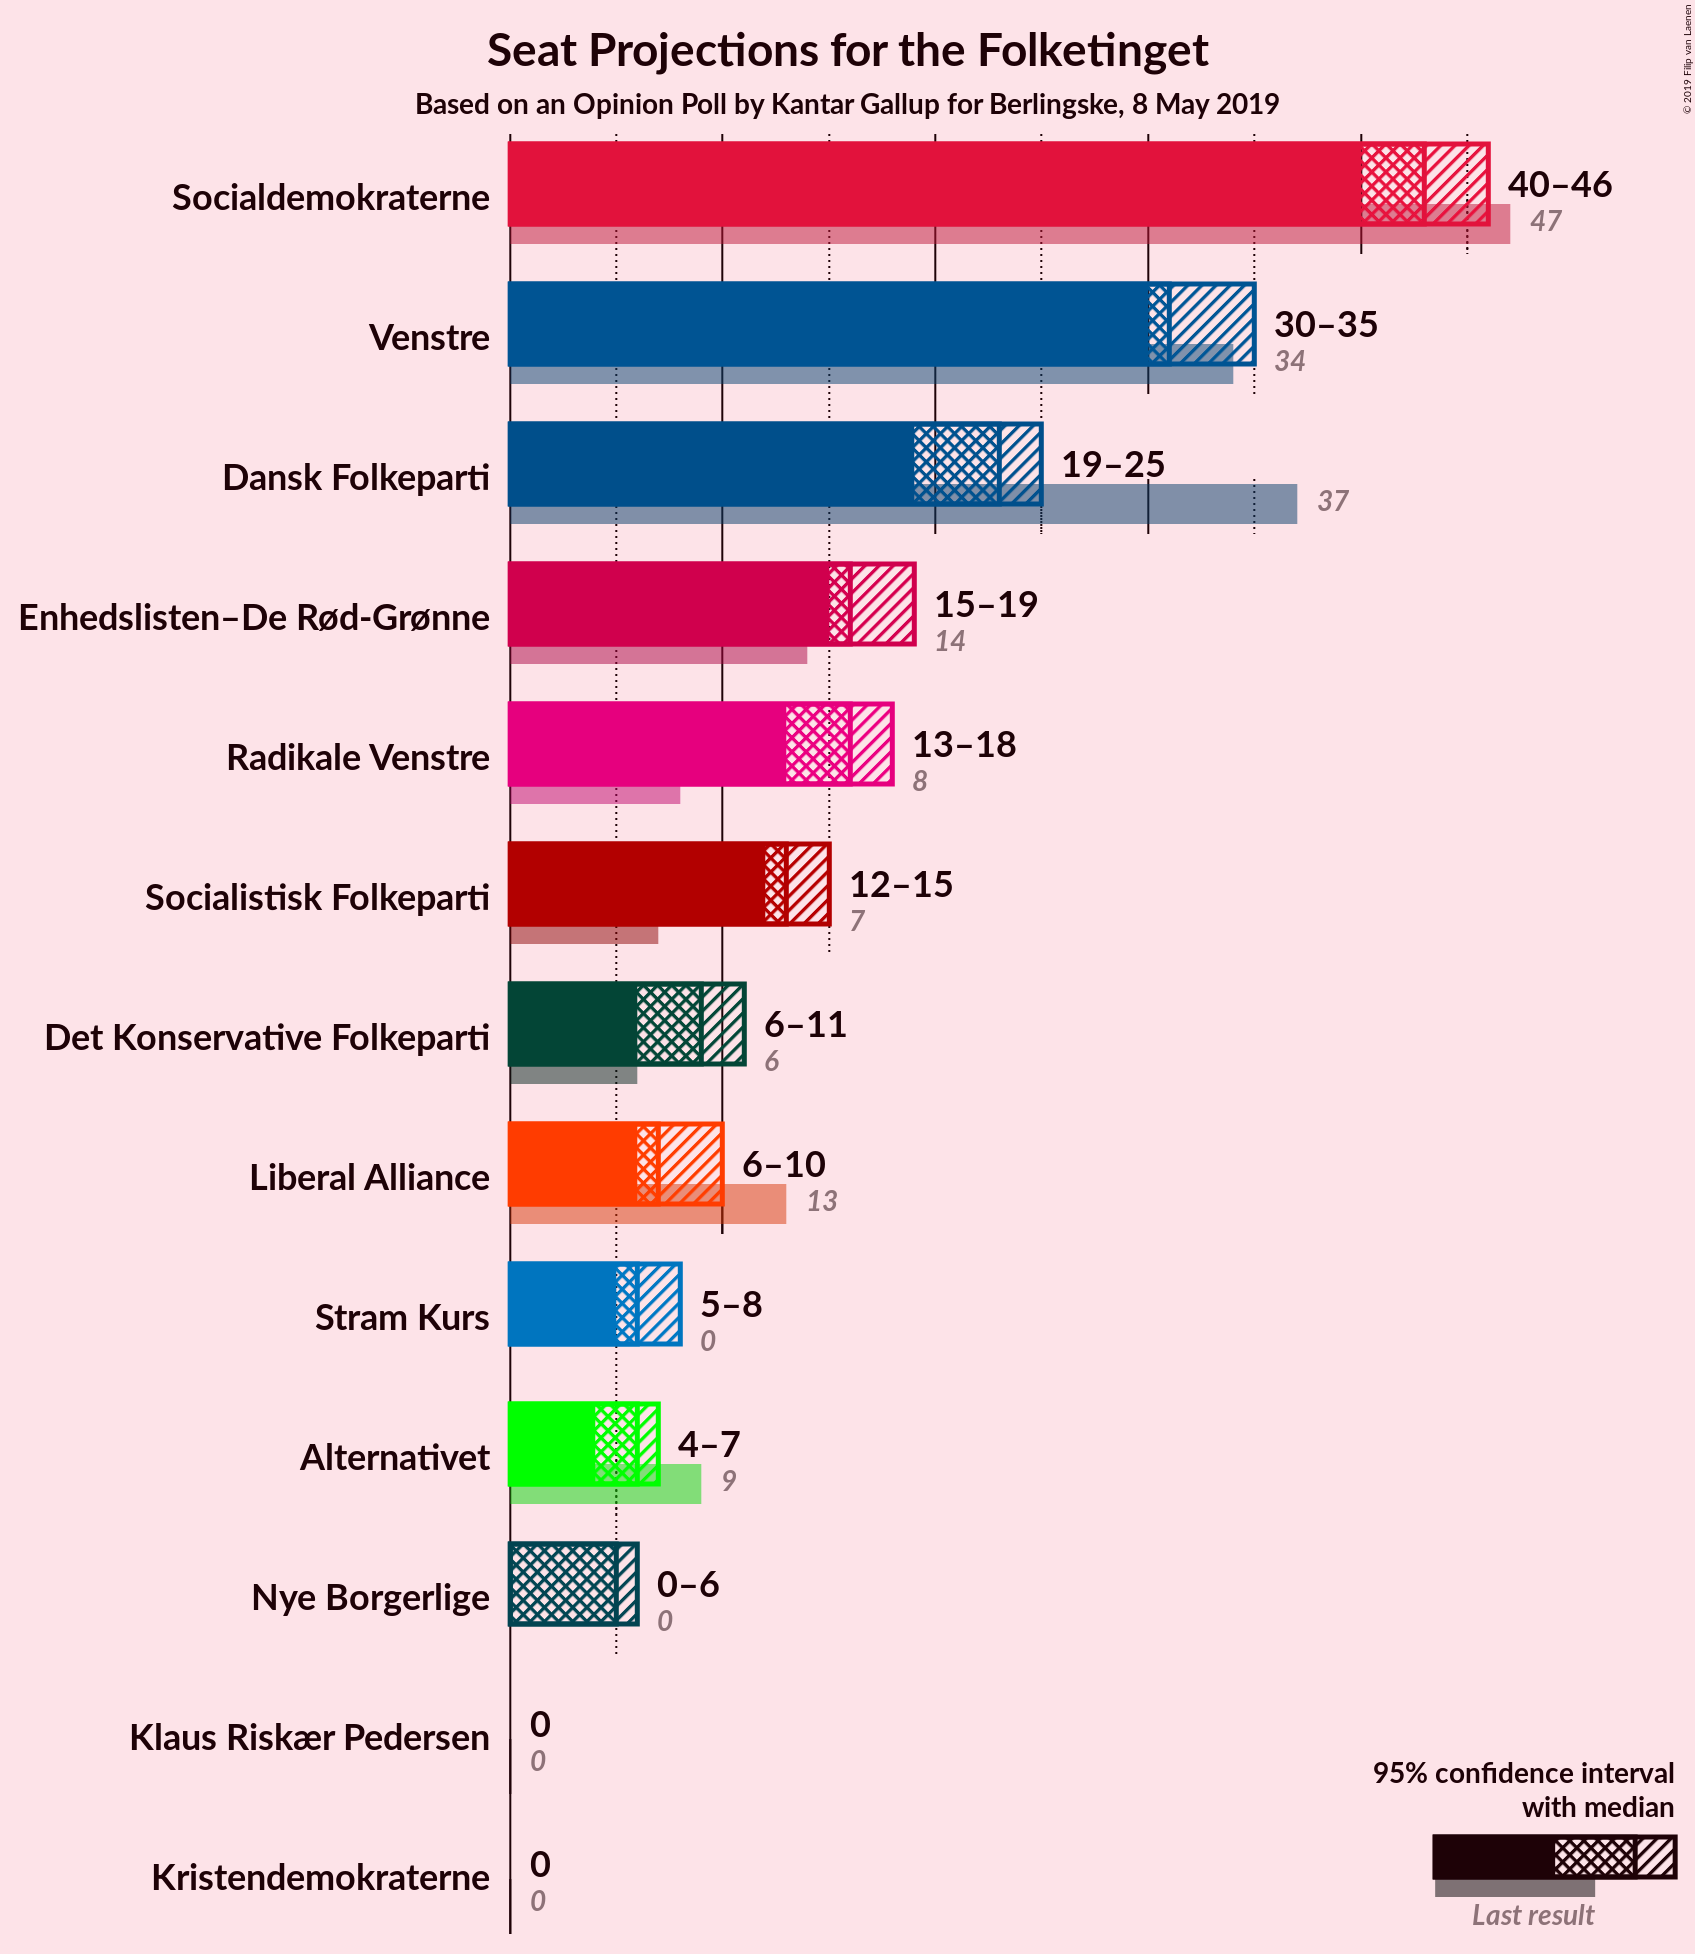 Seat Projections for the Folketinget
Based on an Opinion Poll by Kantar Gallup for Berlingske, 8 May 2019
© 2019 Filip van Laenen
Socialdemokraterne
40–46
47
Venstre
30–35
34
Dansk Folkeparti
19–25
37
Enhedslisten–De Rød-Grønne
15–19
14
Radikale Venstre
13–18
8
Socialistisk Folkeparti
12–15
7
Det Konservative Folkeparti
6–11
6
Liberal Alliance
6–10
13
Stram Kurs
5–8
0
Alternativet
4–7
9
Nye Borgerlige
0–6
0
Klaus Riskær Pedersen
0
0
Kristendemokraterne
0
0
95% confidence interval
with median
Last result